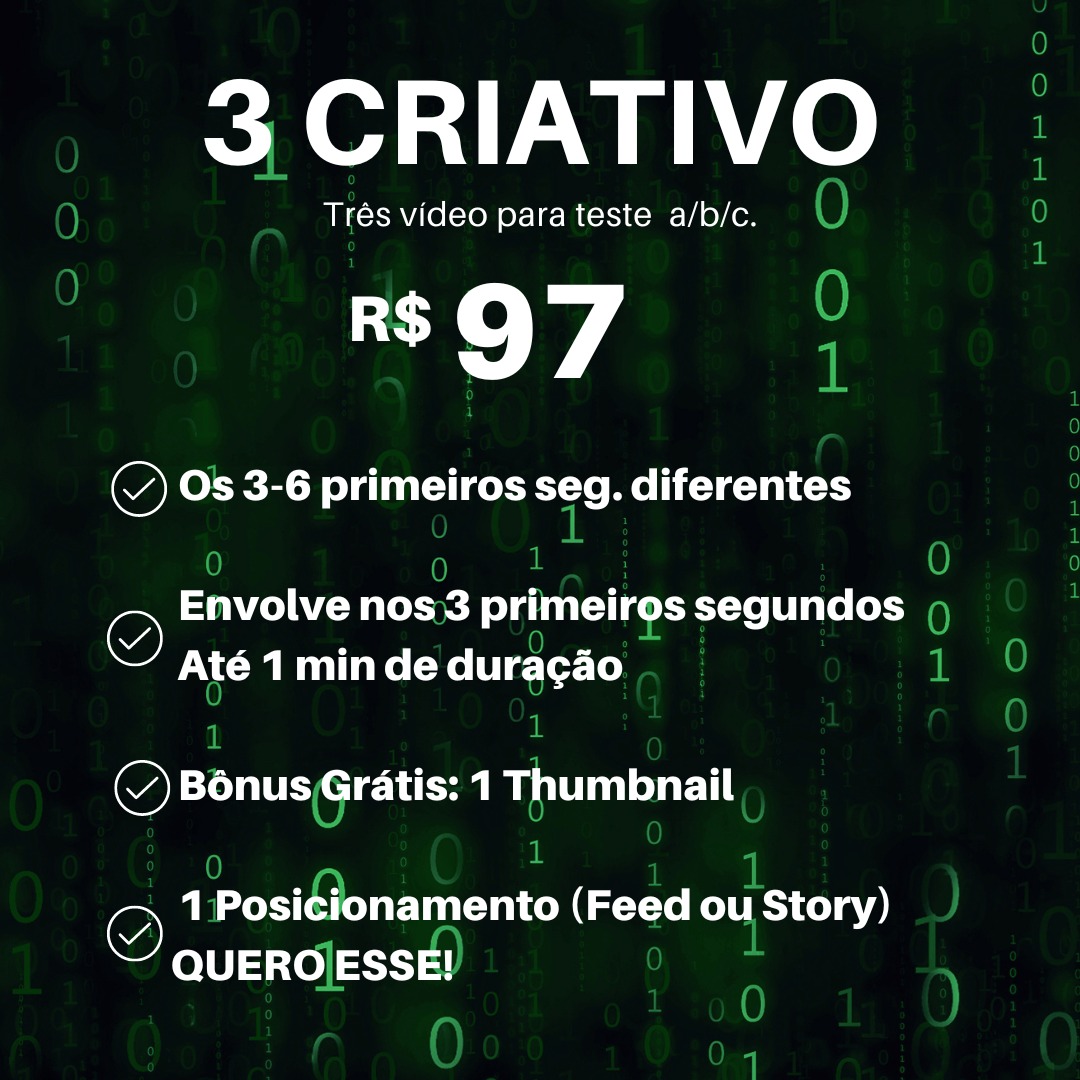 3 CRIATIVO
Três vídeo para teste  a/b/c.
R$ 97
Os 3-6 primeiros seg. diferentes
Envolve nos 3 primeiros segundos
Até 1 min de duração
Bônus Grátis: 1 Thumbnail
1 Posicionamento (Feed ou Story)
QUERO ESSE!